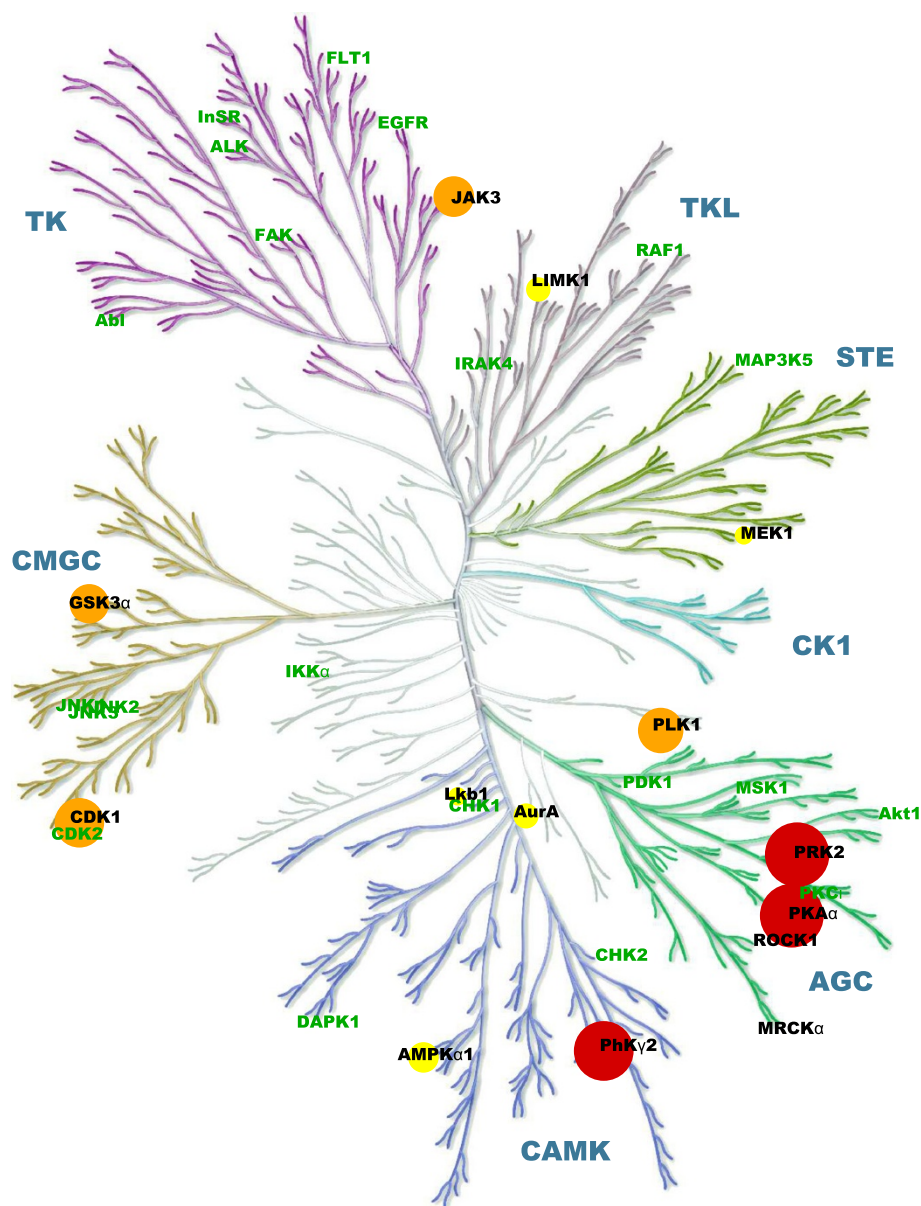 FLT1
InSR
EGFR
ALK
JAK3
TK
TKL
FAK
RAF1
LIMK1
Abl
IRAK4
MAP3K5
STE
MEK1
CMGC
GSK3α
CK1
IKKα
JNK2
JNK3
PLK1
PDK1
MSK1
Lkb1
CHK1
AurA
Akt1
CDK1
CDK2
PRK2
PKAα
ROCK1
CHK2
AGC
DAPK1
MRCKα
PhKγ2
AMPKα1
CAMK